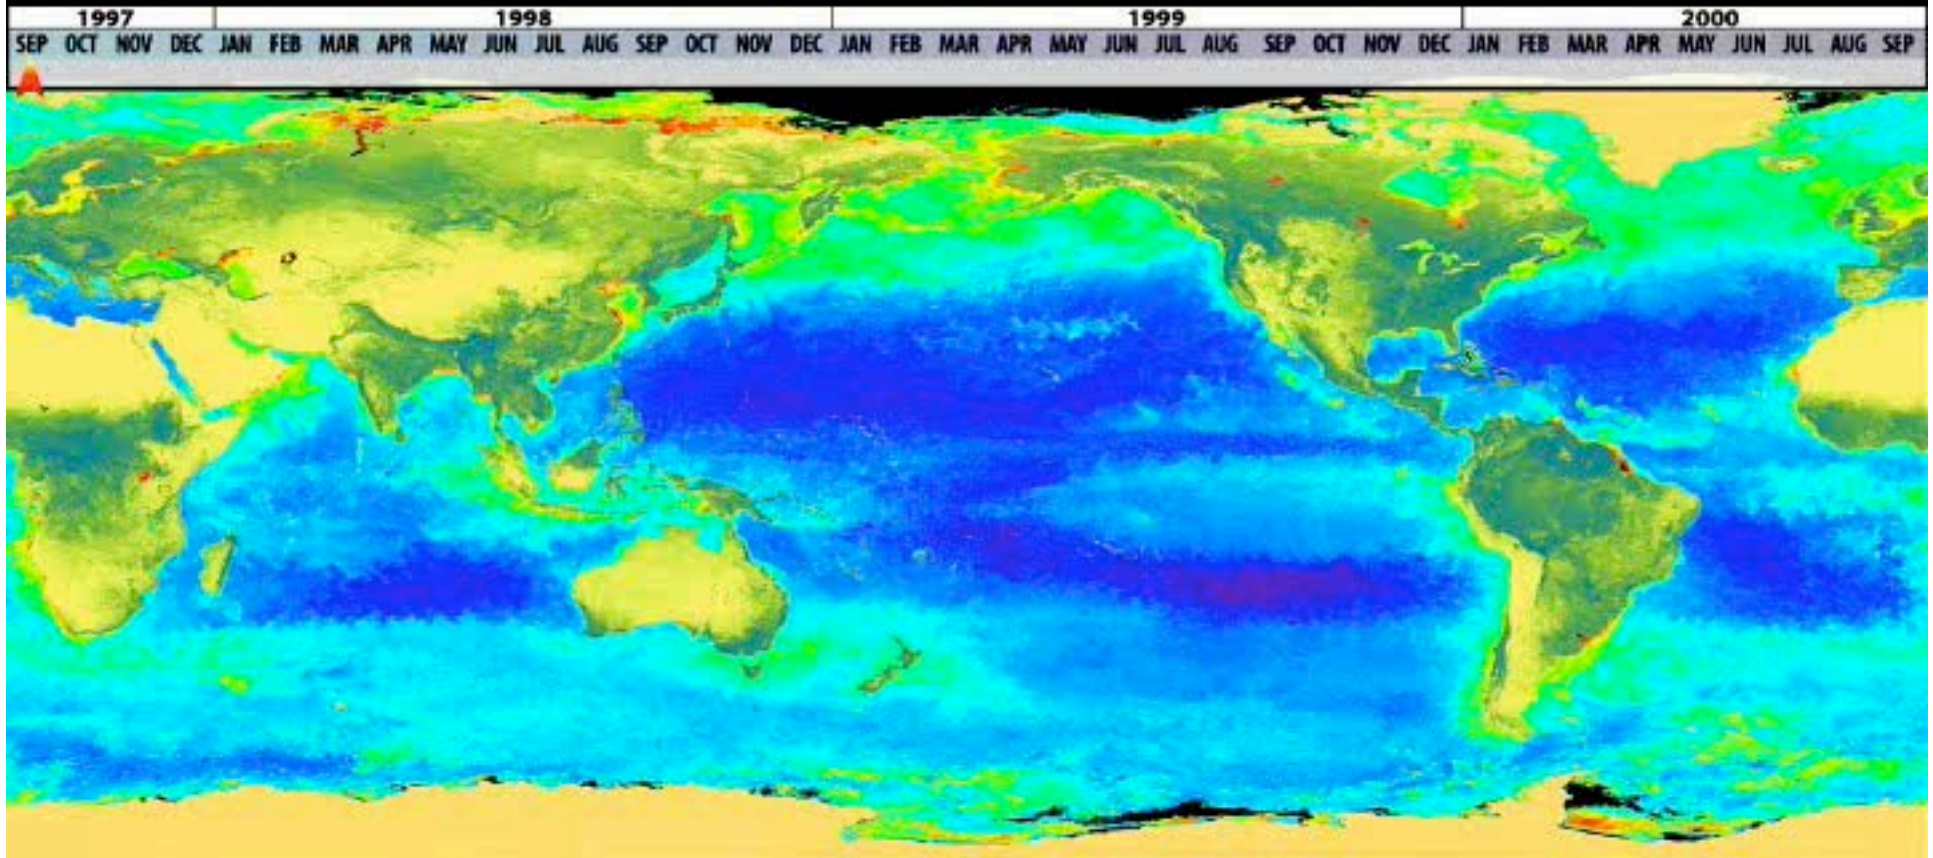 1997 1998 1999 2000
SEP OCT NOV DEC JAN FEB MAR APR MAY JUN JUL AUG SEP OCT NOV DEC JAN FEB MAR APR MAY JUN JUL AUG SEP OCT NOV DEC JAN FEB MAR APR MAY JUN JUL AUG SEP